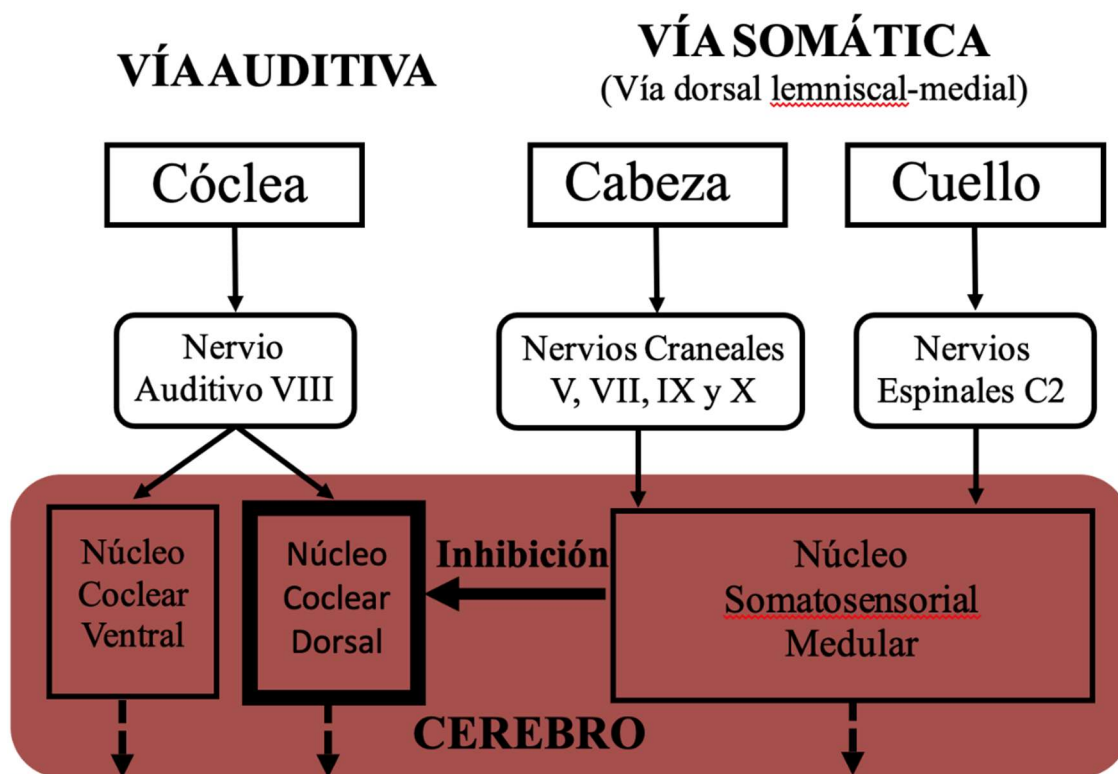 VÍA AUDITIVA
VÍA SOMÁTICA
(Vía dorsal lemniscal-medial)
Cóclea
Cabeza
Cuello
Nervio
Auditivo VIII
Nervios Craneales
V, VII, IX y X
Nervios
Espinales C2
Núcleo
Coclear
Ventral
Núcleo
Coclear
Dorsal
Inhibición
Núcleo
Somatosensorial
Medular
CEREBRO